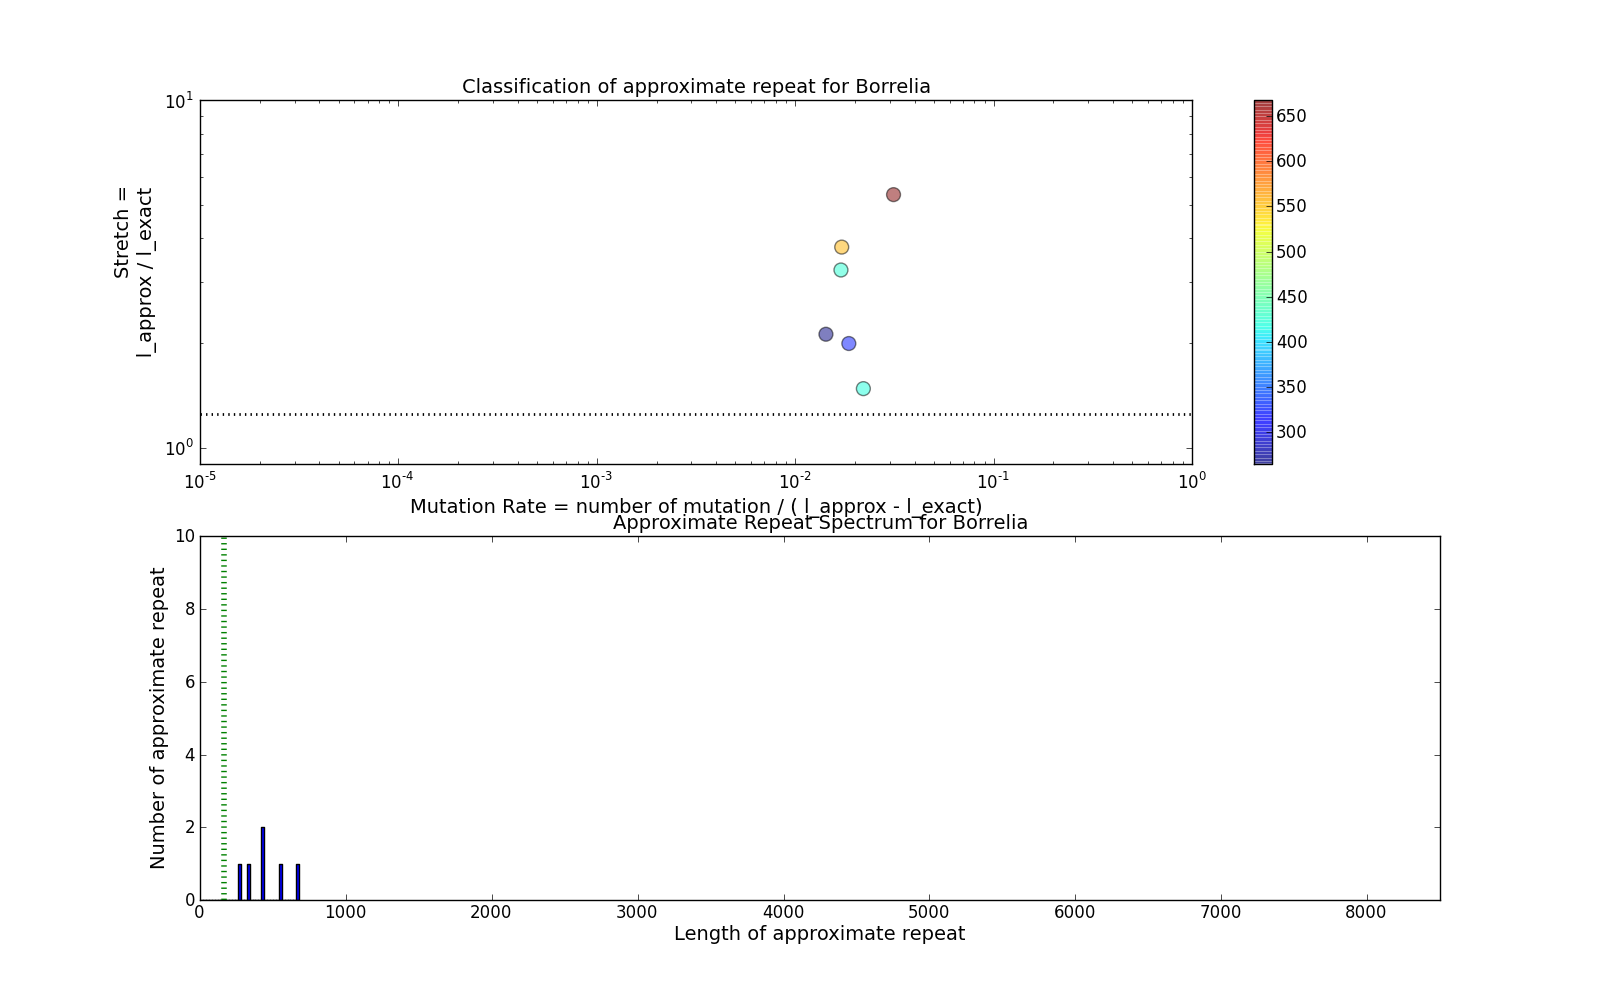 Classification of approximate repeat for Borrelia
10^1
10^0
Stretch =
l_approx / l_exact
10^-5 10^-4 10^-3 10^-2 10^-1 10^0
Mutation Rate = number of mutation / ( l_approx - l_exact)
650
600
550
500
450
400
350
300
Approximate Repeat Spectrum for Borrelia
10
8
6
4
2
0
Number of approximate repeat
0 1000 2000 3000 4000 5000 6000 7000 8000
Length of approximate repeat